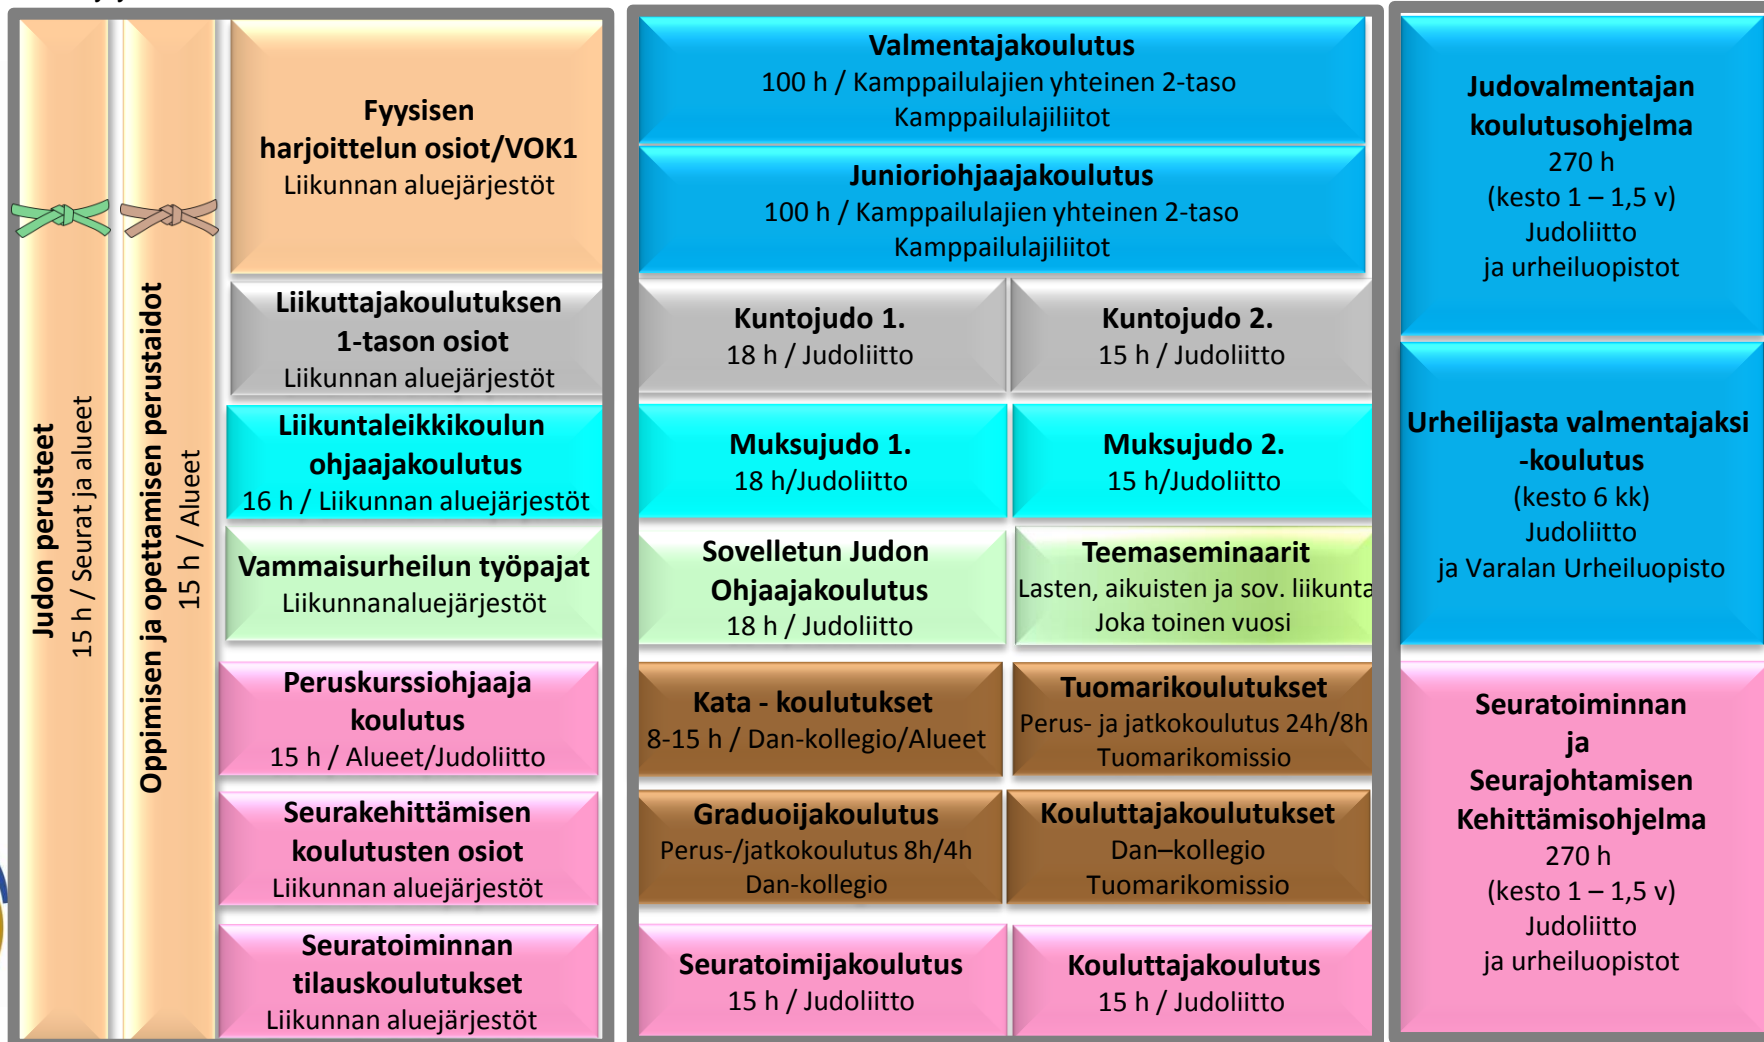 Judon perusteet
15 h / Seurat ja alueet
Oppimisen ja opettamisen perustaidot
15 h / Alueet
Fyysisen
harjoittelun osiot/VOK1
Liikunnan aluejärjestöt
Liikuttajakoulutuksen
1-tason osiot
Liikunnan aluejärjestöt
Liikuntaleikkikoulun
ohjaajakoulutus
16 h / Liikunnan aluejärjestöt
Vammaisurheilun työpajat
Liikunnanaluejärjestöt
Peruskurssiohjaaja
koulutus
15 h / Alueet/Judoliitto
Seurakehittämisen
koulutusten osiot
Liikunnan aluejärjestöt
Seuratoiminnan
tilauskoulutukset
Liikunnan aluejärjestöt
Valmentajakoulutus
100 h / Kamppailulajien yhteinen 2-taso
Kamppailulajiliitot
Junioriohjaajakoulutus
100 h / Kamppailulajien yhteinen 2-taso
Kamppailulajiliitot
Kuntojudo 1.
18 h / Judoliitto
Kuntojudo 2.
15 h / Judoliitto
Muksujudo 1.
18 h/Judoliitto
Muksujudo 2.
15 h/Judoliitto
Sovelletun Judon
Ohjaajakoulutus
18 h / Judoliitto
Teemaseminaarit
Lasten, aikuisten ja sov. liikunta
Joka toinen vuosi
Kata - koulutukset
8-15 h / Dan-kollegio/Alueet
Tuomarikoulutukset
Perus- ja jatkokoulutus 24h/8h
Tuomarikomissio
Graduoijakoulutus
Perus-/jatkokoulutus 8h/4h
Dan-kollegio
Kouluttajakoulutukset
Dan–kollegio
Tuomarikomissio
Seuratoimijakoulutus
15 h / Judoliitto
Kouluttajakoulutus
15 h / Judoliitto
Judovalmentajan
koulutusohjelma
270 h
(kesto 1 – 1,5 v)
Judoliitto
ja urheiluopistot
Urheilijasta valmentajaksi
-koulutus
(kesto 6 kk)
Judoliitto
ja Varalan Urheiluopisto
Seuratoiminnan
ja
Seurajohtamisen
Kehittämisohjelma
270 h
(kesto 1 – 1,5 v)
Judoliitto
ja urheiluopistot